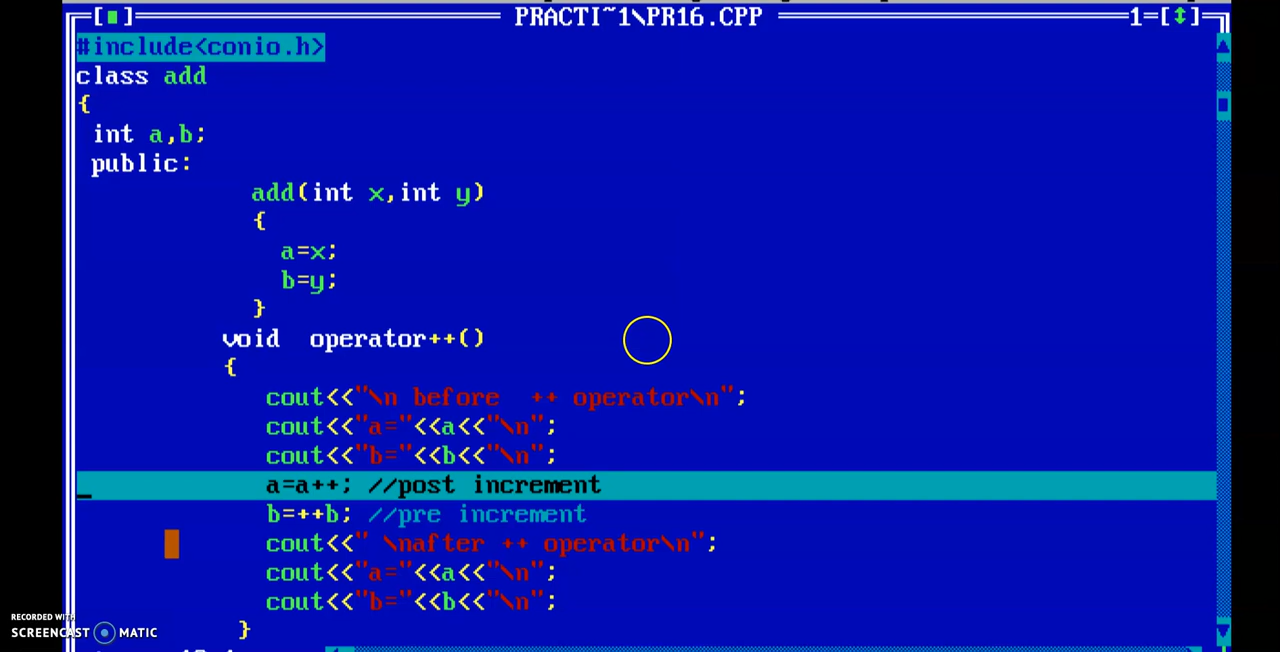 PRACTI~1\PR16.CPP 1=[↕]
#include<conio.h>
class add
{
int a,b;
public:
add(int x,int y)
{
a=x;
b=y;
}
void operator++()
{
cout<<"\n before ++ operator\n";
cout<<"a="<<a<<"\n";
cout<<"b="<<b<<"\n";
a=a++; //post increment
b=++b; //pre increment
cout<<" \nafter ++ operator\n";
cout<<"a="<<a<<"\n";
cout<<"b="<<b<<"\n";
}
RECORDED WITH
SCREENCAST MATIC